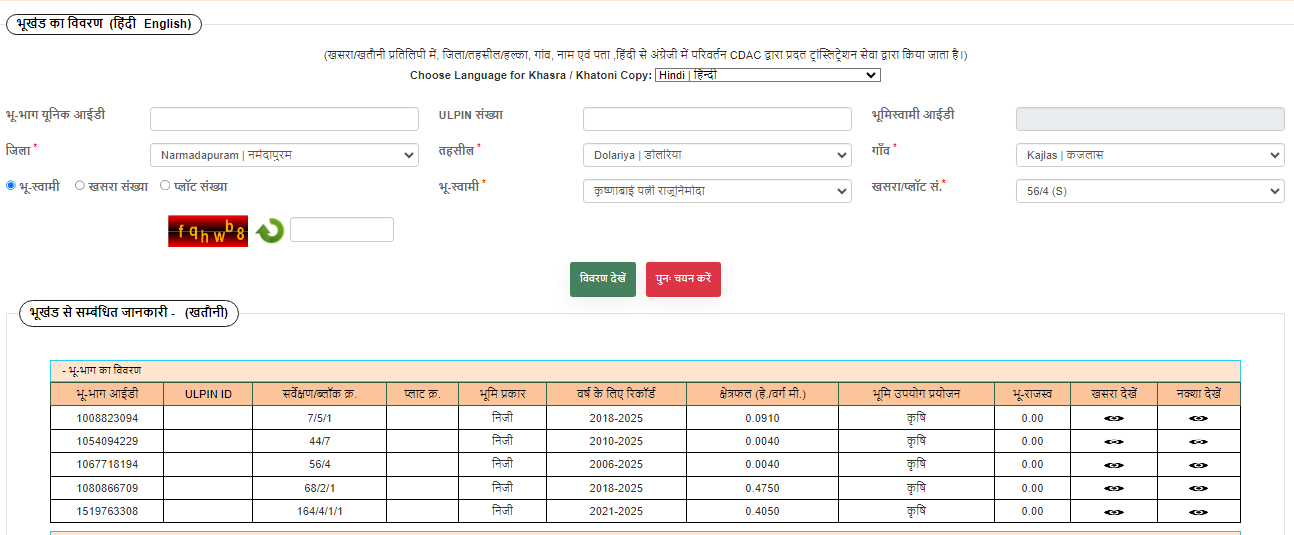 भूखंड का विवरण (हिंदी English)
(खसरा/खतौनी प्रतिलिपी में, जिला/तहसील/हल्का, गांव, नाम एवं पता ,हिंदी से अंग्रेजी में परिवर्तन CDAC द्वारा प्रदत ट्रांस्लिट्रेशन सेवा द्वारा किया जाता है।)
Choose Language for Khasra / Khatoni Copy: Hindi | हिन्दी
भू-भाग यूनिक आईडी ULPIN संख्या भूमिस्वामी आईडी
जिला * Narmadapuram | नर्मदापुरम तहसील * Dolariya | डोलरिया गाँव * Kajlas | कजलास
भू-स्वामी खसरा संख्या प्लॉट संख्या भू-स्वामी * कृष्णाबाई पत्नी राजूनिमोदा खसरा/प्लॉट सं.* 56/4 (S)
fqhwb8
विवरण देखें पुनः चयन करें
भूखंड से सम्बंधित जानकारी - (खतौनी)
- भू-भाग का विवरण
भू-भाग आईडी ULPIN ID सर्वेक्षण/ब्लॉक क्र. प्लाट क्र. भूमि प्रकार वर्ष के लिए रिकॉर्ड क्षेत्रफल (हे./वर्ग मी.) भूमि उपयोग प्रयोजन भू-राजस्व खसरा देखें नक्शा देखें
1008823094 7/5/1 निजी 2018-2025 0.0910 कृषि 0.00
1054094229 44/7 निजी 2010-2025 0.0040 कृषि 0.00
1067718194 56/4 निजी 2006-2025 0.0040 कृषि 0.00
1080866709 68/2/1 निजी 2018-2025 0.4750 कृषि 0.00
1519763308 164/4/1/1 निजी 2021-2025 0.4050 कृषि 0.00